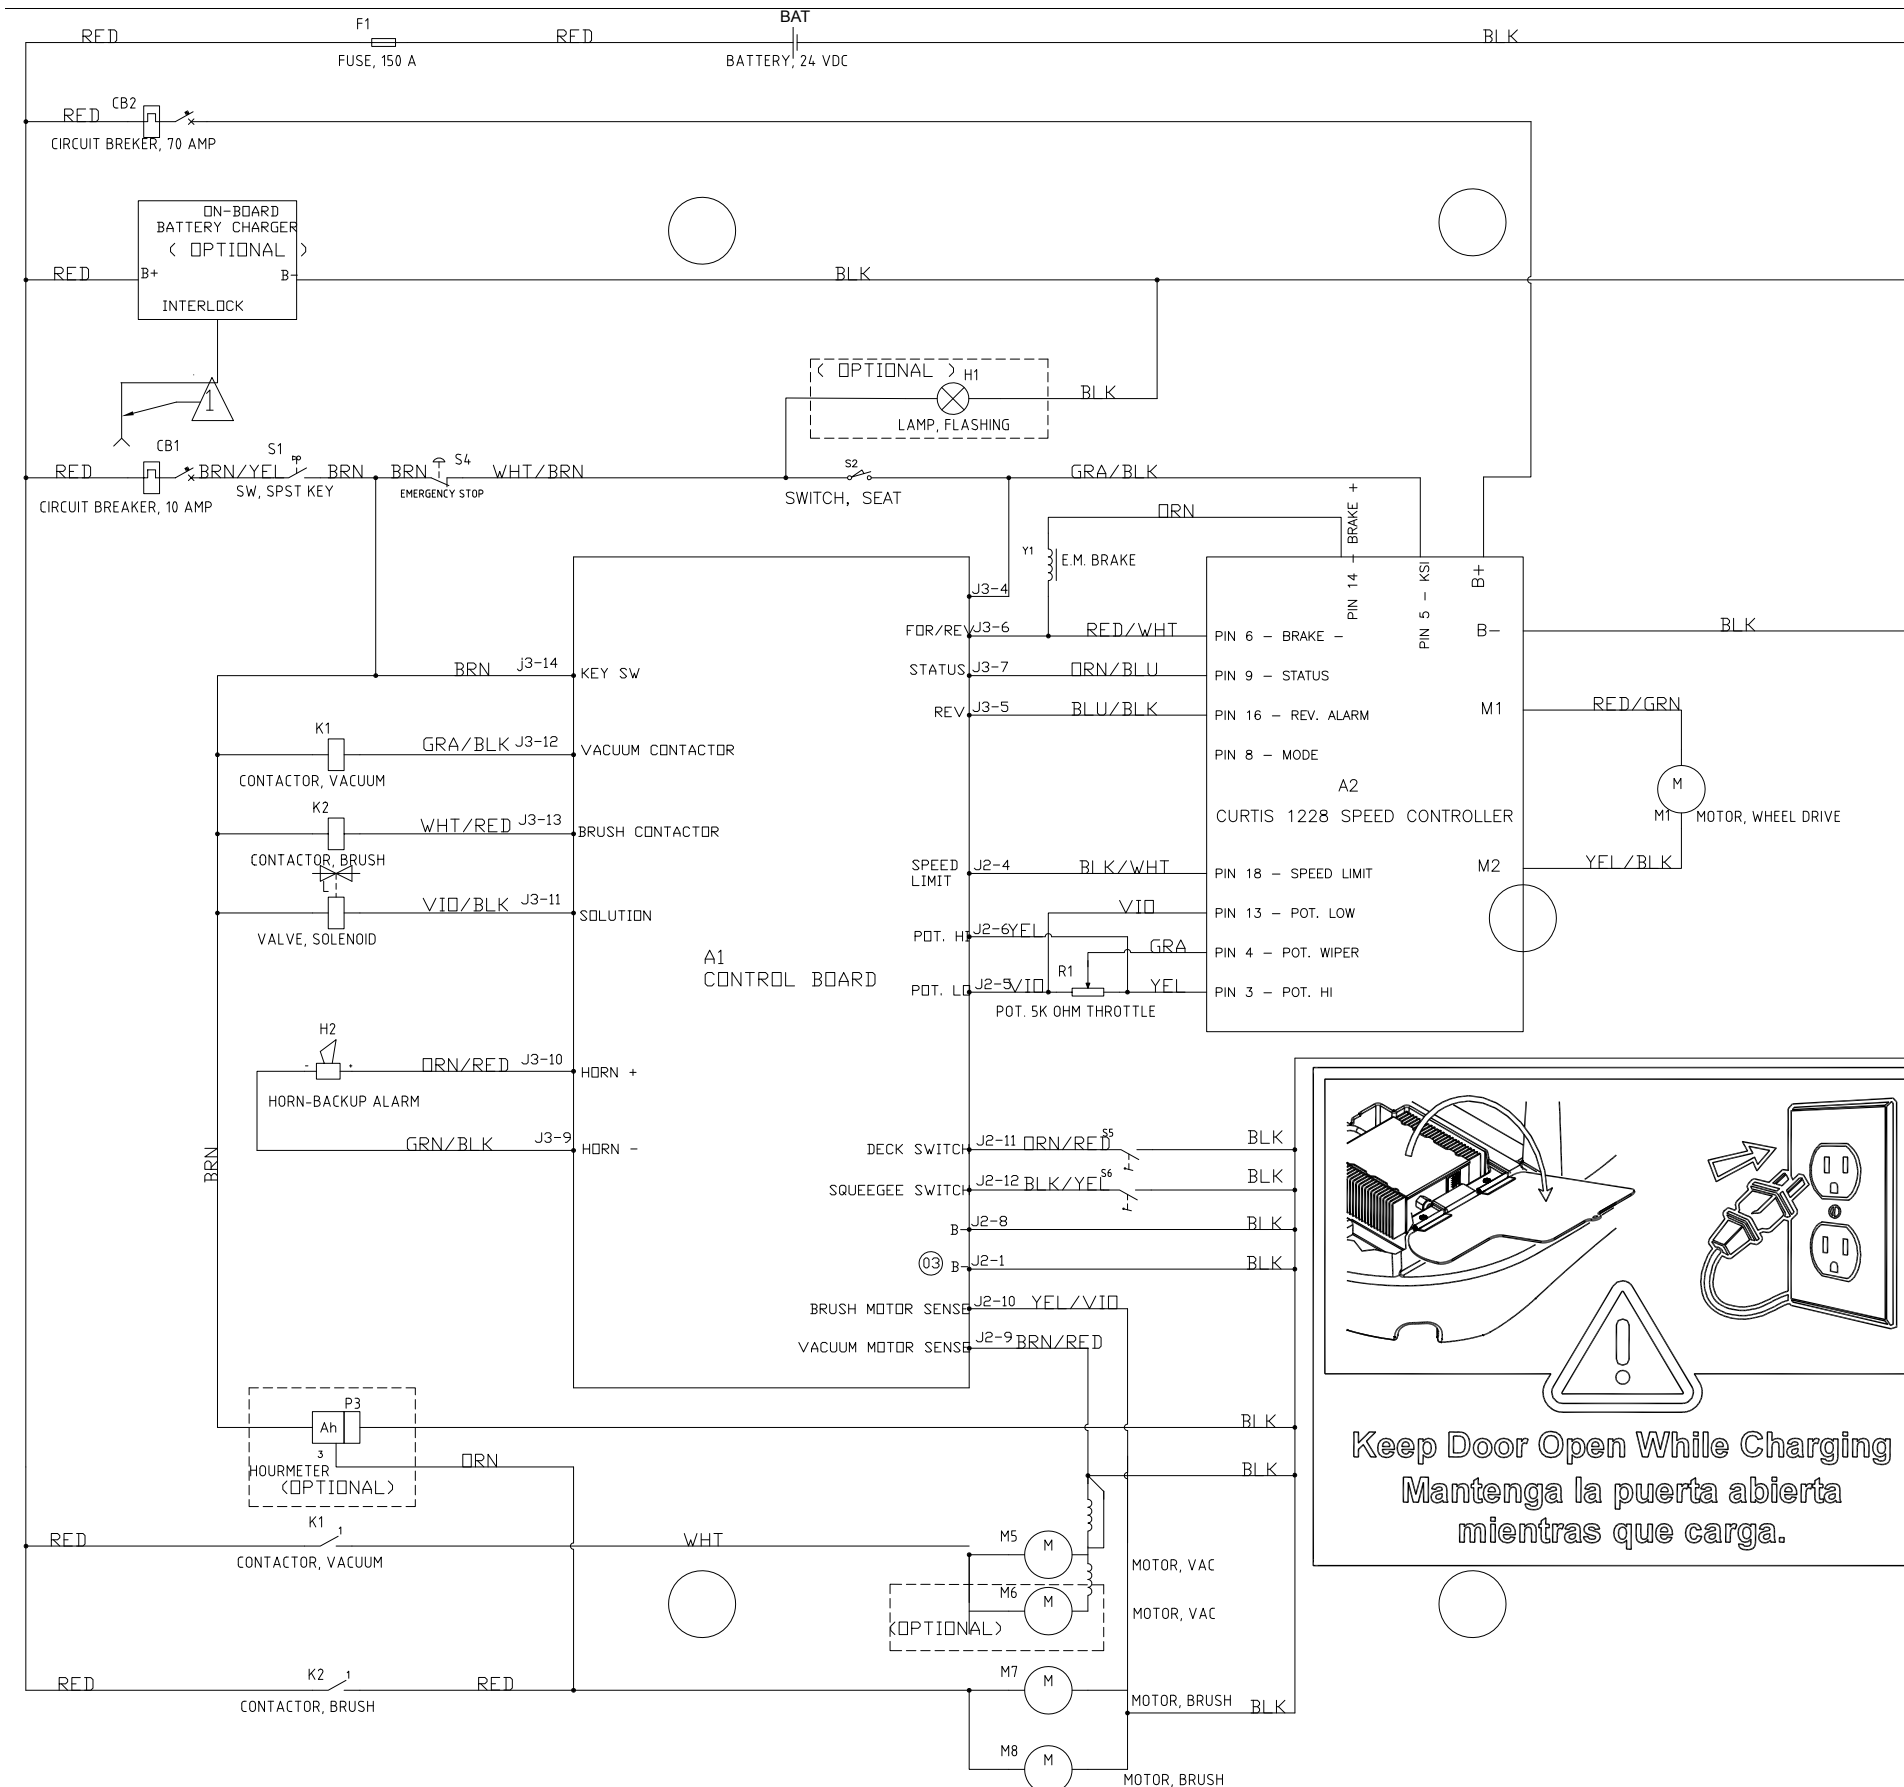 BAT
F1
RED
RED
BLK
FUSE, 150 A
BATTERY, 24 VDC
CB2
RED
CIRCUIT BREKER, 70 AMP
ON-BOARD
BATTERY CHARGER
( OPTIONAL )
RED
B+
B-
BLK
INTERLOCK
( OPTIONAL )
H1
BLK
1
LAMP, FLASHING
CB1
S1
S4
S2
RED
BRN/YEL
BRN
BRN
WHT/BRN
GRA/BLK
SW, SPST KEY
EMERGENCY STOP
SWITCH, SEAT
CIRCUIT BREAKER, 10 AMP
ORN
PIN 14 - BRAKE +
Y1
E.M. BRAKE
PIN 5 - KSI
B+
J3-4
FOR/REV
J3-6
RED/WHT
PIN 6 - BRAKE -
B-
BLK
j3-14
BRN
KEY SW
STATUS
J3-7
ORN/BLU
PIN 9 - STATUS
REV
J3-5
BLU/BLK
PIN 16 - REV. ALARM
M1
RED/GRN
K1
GRA/BLK
J3-12
VACUUM CONTACTOR
PIN 8 - MODE
CONTACTOR, VACUUM
A2
M
CURTIS 1228 SPEED CONTROLLER
M1
MOTOR, WHEEL DRIVE
K2
WHT/RED
J3-13
BRUSH CONTACTOR
CONTACTOR, BRUSH
SPEED
LIMIT
J2-4
BLK/WHT
PIN 18 - SPEED LIMIT
M2
YEL/BLK
L
VIO/BLK
J3-11
SOLUTION
VIO
PIN 13 - POT. LOW
VALVE, SOLENOID
POT. HI
J2-6
YEL
GRA
PIN 4 - POT. WIPER
A1
CONTROL BOARD
R1
POT. LO
J2-5
VIO
YEL
PIN 3 - POT. HI
POT. 5K OHM THROTTLE
H2
-
+
ORN/RED
J3-10
HORN +
HORN-BACKUP ALARM
GRN/BLK
J3-9
HORN -
BRN
DECK SWITCH
J2-11
ORN/RED
S5
BLK
SQUEEGEE SWITCH
J2-12
BLK/YEL
S6
BLK
B-
J2-8
BLK
03
B-
J2-1
BLK
BRUSH MOTOR SENSE
J2-10
YEL/VIO
VACUUM MOTOR SENSE
J2-9
BRN/RED
P3
Ah
3
BLK
HOURMETER
(OPTIONAL)
ORN
BLK
Keep Door Open While Charging
Mantenga la puerta abierta
mientras que carga.
RED
K1
1
WHT
CONTACTOR, VACUUM
M5
M
MOTOR, VAC
M6
M
MOTOR, VAC
(OPTIONAL)
RED
K2
1
RED
CONTACTOR, BRUSH
M7
M
MOTOR, BRUSH
BLK
M8
M
MOTOR, BRUSH